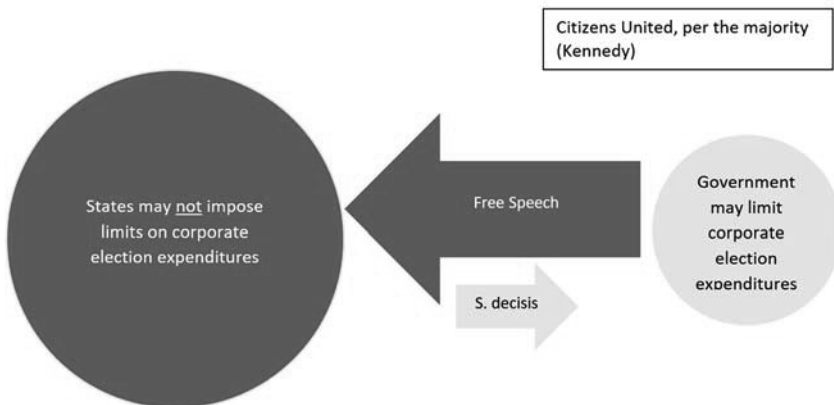 Citizens United, per the majority
(Kennedy)
States may not impose
limits on corporate
election expenditures
Free Speech
Government
may limit
corporate
election
expenditures
S. decisis